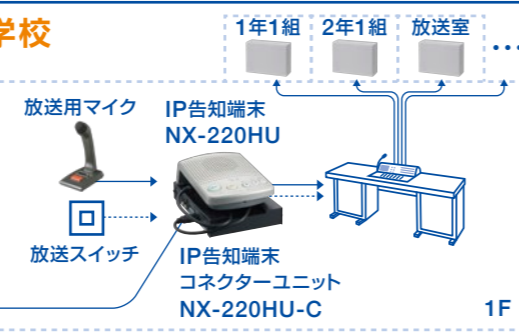 学校
1年1組 2年1組 放送室 …
放送用マイク
IP告知端末
NX-220HU
放送スイッチ
IP告知端末
コネクターユニット
NX-220HU-C
1F